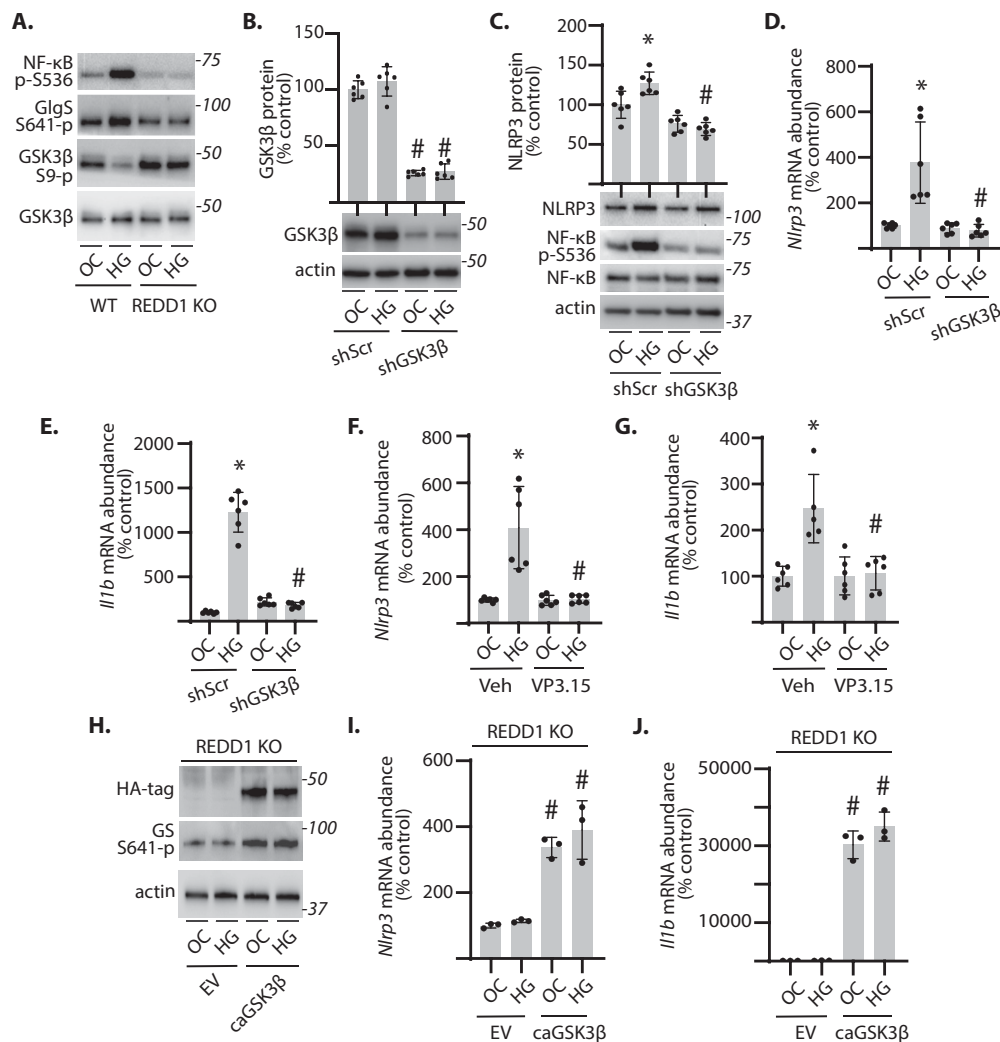 A.
NF-κB
p-S536
GlgS
S641-p
GSK3β
S9-p
GSK3β
-75
-100
-50
-50
OC HG OC HG
WT REDD1 KO
B.
GSK3β protein
(% control)
150
100
50
# #
GSK3β
actin
-50
-50
OC HG OC HG
shScr shGSK3β
C.
NLRP3 protein
(% control)
200
150
100
50
* #
NLRP3
NF-κB
p-S536
NF-κB
actin
-100
-75
-75
-37
OC HG OC HG
shScr shGSK3β
D.
Nlrp3 mRNA abundance
(% control)
800
600
400
200
* #
OC HG OC HG
shScr shGSK3β
E.
Il1b mRNA abundance
(% control)
2000
1500
1000
500
* #
OC HG OC HG
shScr shGSK3β
F.
Nlrp3 mRNA abundance
(% control)
800
600
400
200
* #
OC HG OC HG
Veh VP3.15
G.
Il1b mRNA abundance
(% control)
400
300
200
100
* #
OC HG OC HG
Veh VP3.15
H.
REDD1 KO
HA-tag
GS
S641-p
actin
-50
-100
-37
OC HG OC HG
EV caGSK3β
I.
REDD1 KO
Nlrp3 mRNA abundance
(% control)
600
400
200
# #
OC HG OC HG
EV caGSK3β
J.
REDD1 KO
Il1b mRNA abundance
(% control)
50000
30000
10000
# #
OC HG OC HG
EV caGSK3β